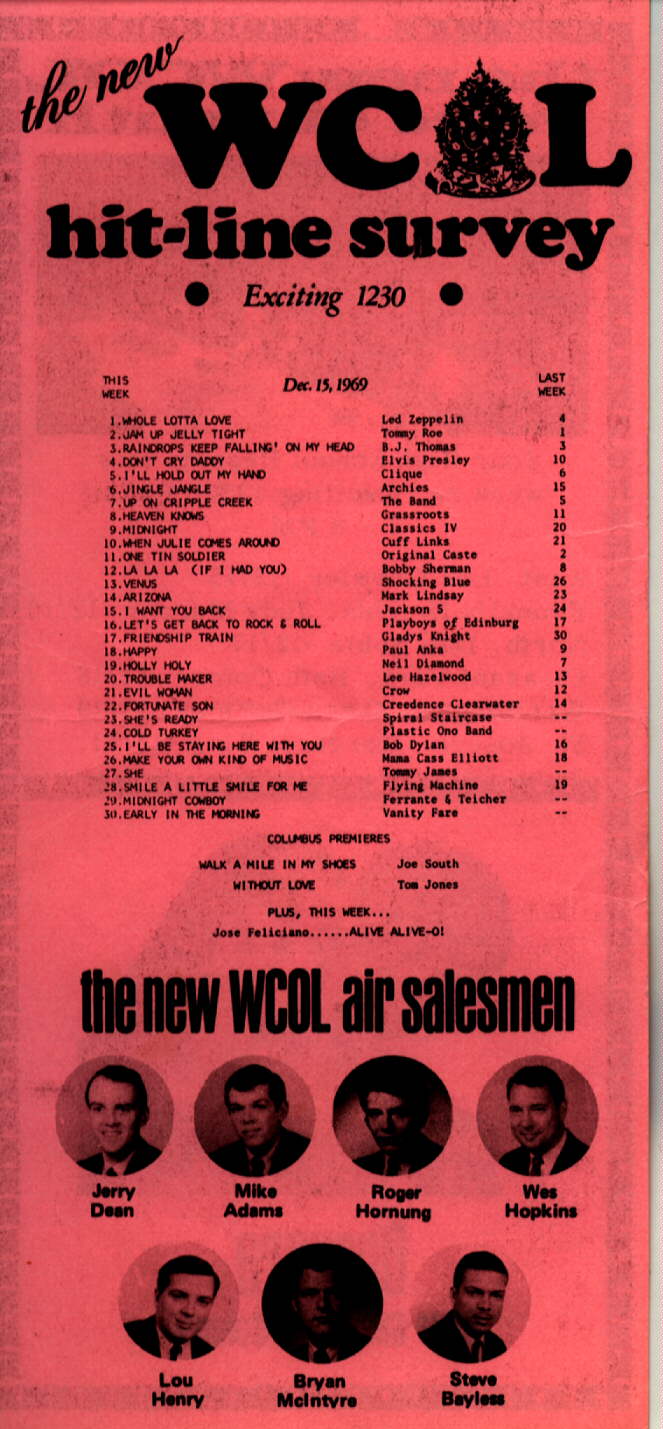 the new
WCOL
hit-line survey
• Exciting 1230 •
THIS WEEK Dec. 15, 1969 LAST WEEK
1.WHOLE LOTTA LOVE Led Zeppelin 4
2.JAM UP JELLY TIGHT Tommy Roe 1
3.RAINDROPS KEEP FALLING' ON MY HEAD B.J. Thomas 3
4.DON'T CRY DADDY Elvis Presley 10
5.I'LL HOLD OUT MY HAND Clique 6
6.JINGLE JANGLE Archies 15
7.UP ON CRIPPLE CREEK The Band 5
8.HEAVEN KNOWS Grassroots 11
9.MIDNIGHT Classics IV 20
10.WHEN JULIE COMES AROUND Cuff Links 21
11.ONE TIN SOLDIER Original Caste 2
12.LA LA LA (IF I HAD YOU) Bobby Sherman 8
13.VENUS Shocking Blue 26
14.ARIZONA Mark Lindsay 23
15.I WANT YOU BACK Jackson 5 24
16.LET'S GET BACK TO ROCK & ROLL Playboys of Edinburg 17
17.FRIENDSHIP TRAIN Gladys Knight 30
18.HAPPY Paul Anka 9
19.HOLLY HOLY Neil Diamond 7
20.TROUBLE MAKER Lee Hazelwood 13
21.EVIL WOMAN Crow 12
22.FORTUNATE SON Creedence Clearwater 14
23.SHE'S READY Spiral Staircase --
24.COLD TURKEY Plastic Ono Band --
25.I'LL BE STAYING HERE WITH YOU Bob Dylan 16
26.MAKE YOUR OWN KIND OF MUSIC Mama Cass Elliott 18
27.SHE Tommy James --
28.SMILE A LITTLE SMILE FOR ME Flying Machine 19
29.MIDNIGHT COWBOY Ferrante & Teicher --
30.EARLY IN THE MORNING Vanity Fare --
COLUMBUS PREMIERES
WALK A MILE IN MY SHOES Joe South
WITHOUT LOVE Tom Jones
PLUS, THIS WEEK...
Jose Feliciano......ALIVE ALIVE-O!
the new WCOL air salesmen
Jerry Dean
Mike Adams
Roger Hornung
Wes Hopkins
Lou Henry
Bryan McIntyre
Steve Bayless